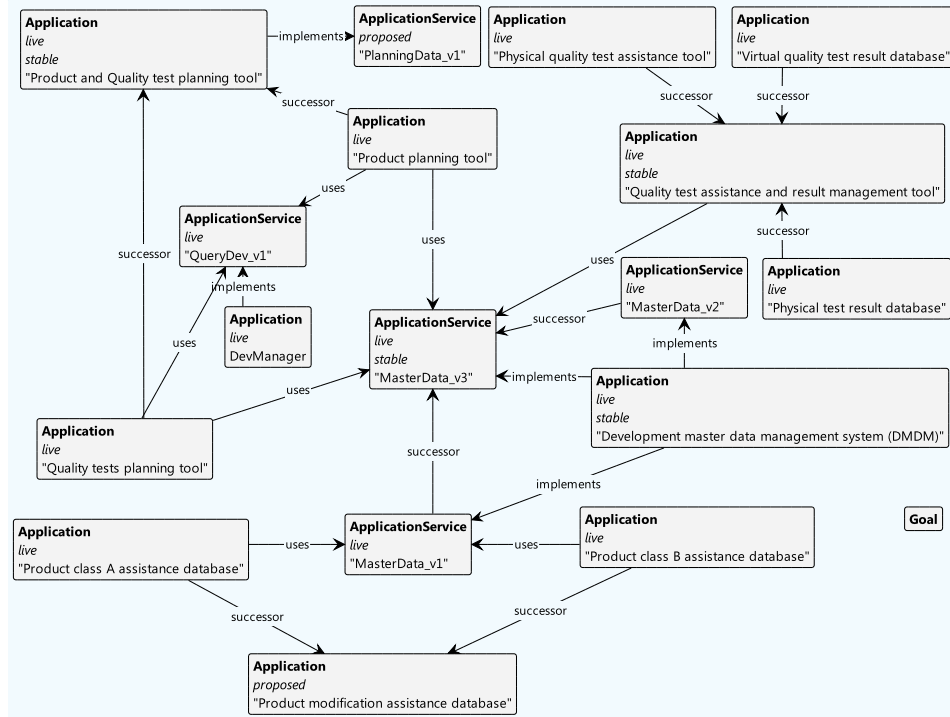 Application
live
stable
"Product and Quality test planning tool"
implements
ApplicationService
proposed
"PlanningData_v1"
Application
live
"Physical quality test assistance tool"
Application
live
"Virtual quality test result database"
successor
successor
successor
Application
live
"Product planning tool"
Application
live
stable
"Quality test assistance and result management tool"
uses
uses
successor
ApplicationService
live
"QueryDev_v1"
successor
uses
ApplicationService
live
"MasterData_v2"
Application
live
"Physical test result database"
implements
Application
live
DevManager
ApplicationService
live
stable
"MasterData_v3"
successor
uses
implements
implements
Application
live
stable
"Development master data management system (DMDM)"
uses
Application
live
"Quality tests planning tool"
successor
implements
Application
live
"Product class A assistance database"
uses
ApplicationService
live
"MasterData_v1"
uses
Application
live
"Product class B assistance database"
Goal
successor
successor
Application
proposed
"Product modification assistance database"